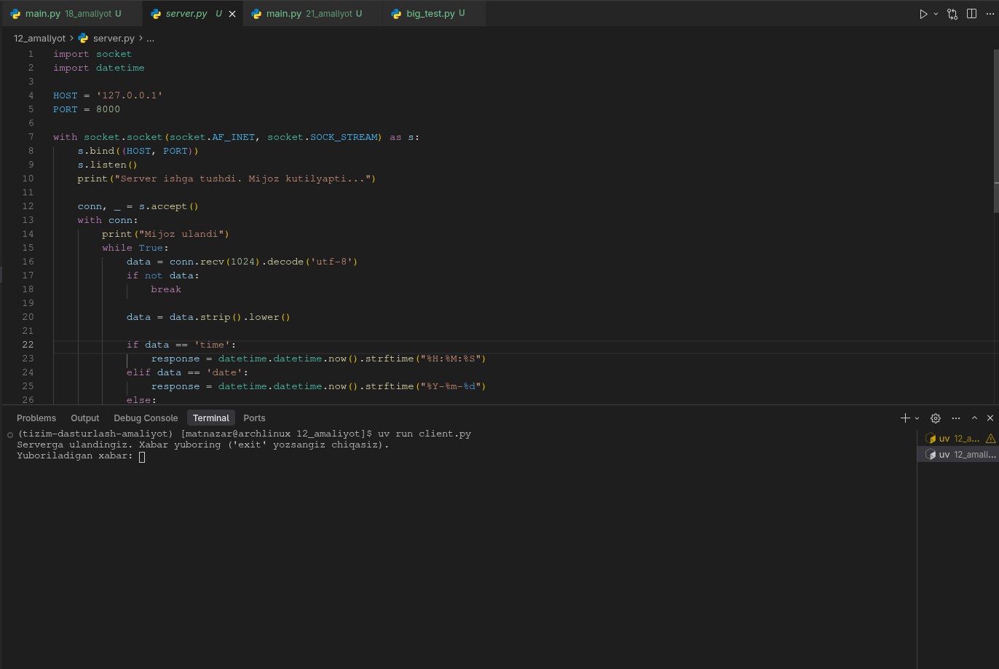 main.py 18_amaliyot U server.py U main.py 21_amaliyot U big_test.py U
12_amaliyot > server.py > ...
1 import socket
2 import datetime
3
4 HOST = '127.0.0.1'
5 PORT = 8000
6
7 with socket.socket(socket.AF_INET, socket.SOCK_STREAM) as s:
8 s.bind((HOST, PORT))
9 s.listen()
10 print("Server ishga tushdi. Mijoz kutilyapti...")
11
12 conn, _ = s.accept()
13 with conn:
14 print("Mijoz ulandi")
15 while True:
16 data = conn.recv(1024).decode('utf-8')
17 if not data:
18 break
19
20 data = data.strip().lower()
21
22 if data == 'time':
23 response = datetime.datetime.now().strftime("%H:%M:%S")
24 elif data == 'date':
25 response = datetime.datetime.now().strftime("%Y-%m-%d")
26 else:
Problems Output Debug Console Terminal Ports
(tizim-dasturlash-amaliyot) [matnazar@archlinux 12_amaliyot]$ uv run client.py
Serverga ulandingiz. Xabar yuboring ('exit' yozsangiz chiqasiz).
Yuboriladigan xabar:
uv 12_a...
uv 12_amali...